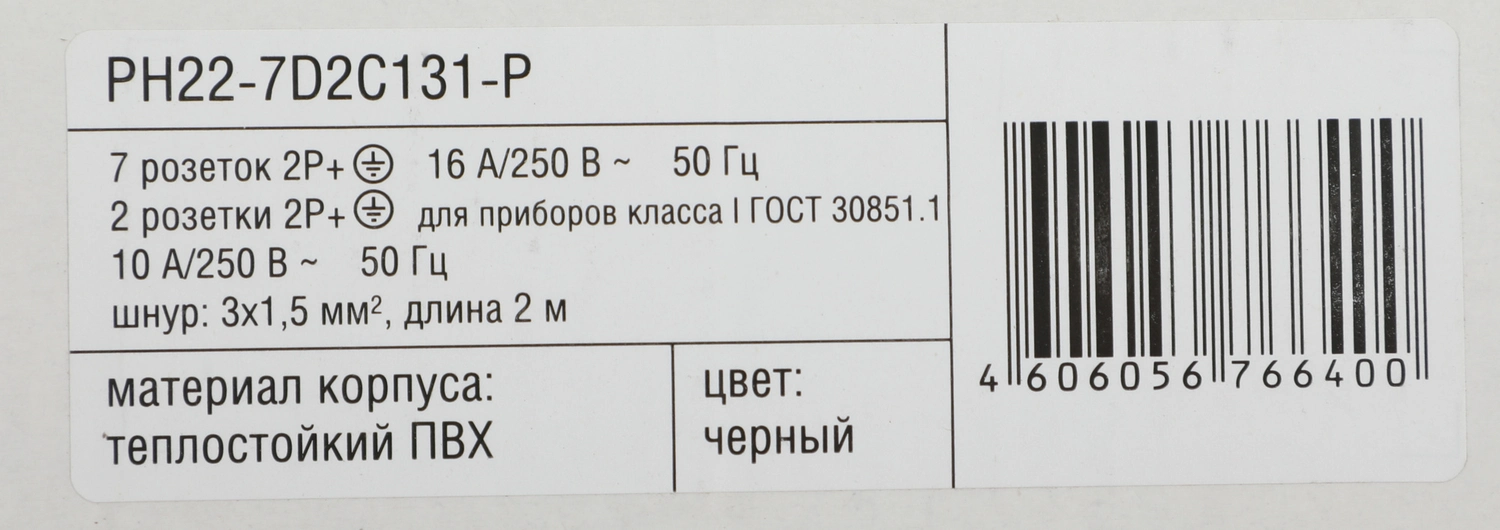 PH22-7D2C131-P
7 розеток 2P+⏚ 16 А/250 В ~ 50 Гц
2 розетки 2P+⏚ для приборов класса I ГОСТ 30851.1
10 А/250 В ~ 50 Гц
шнур: 3х1,5 мм², длина 2 м
материал корпуса:
теплостойкий ПВХ
цвет:
черный
4 606056 766400